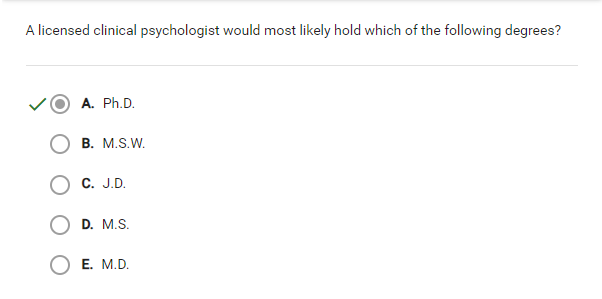 A licensed clinical psychologist would most likely hold which of the following degrees?
A. Ph.D.
B. M.S.W.
C. J.D.
D. M.S.
E. M.D.